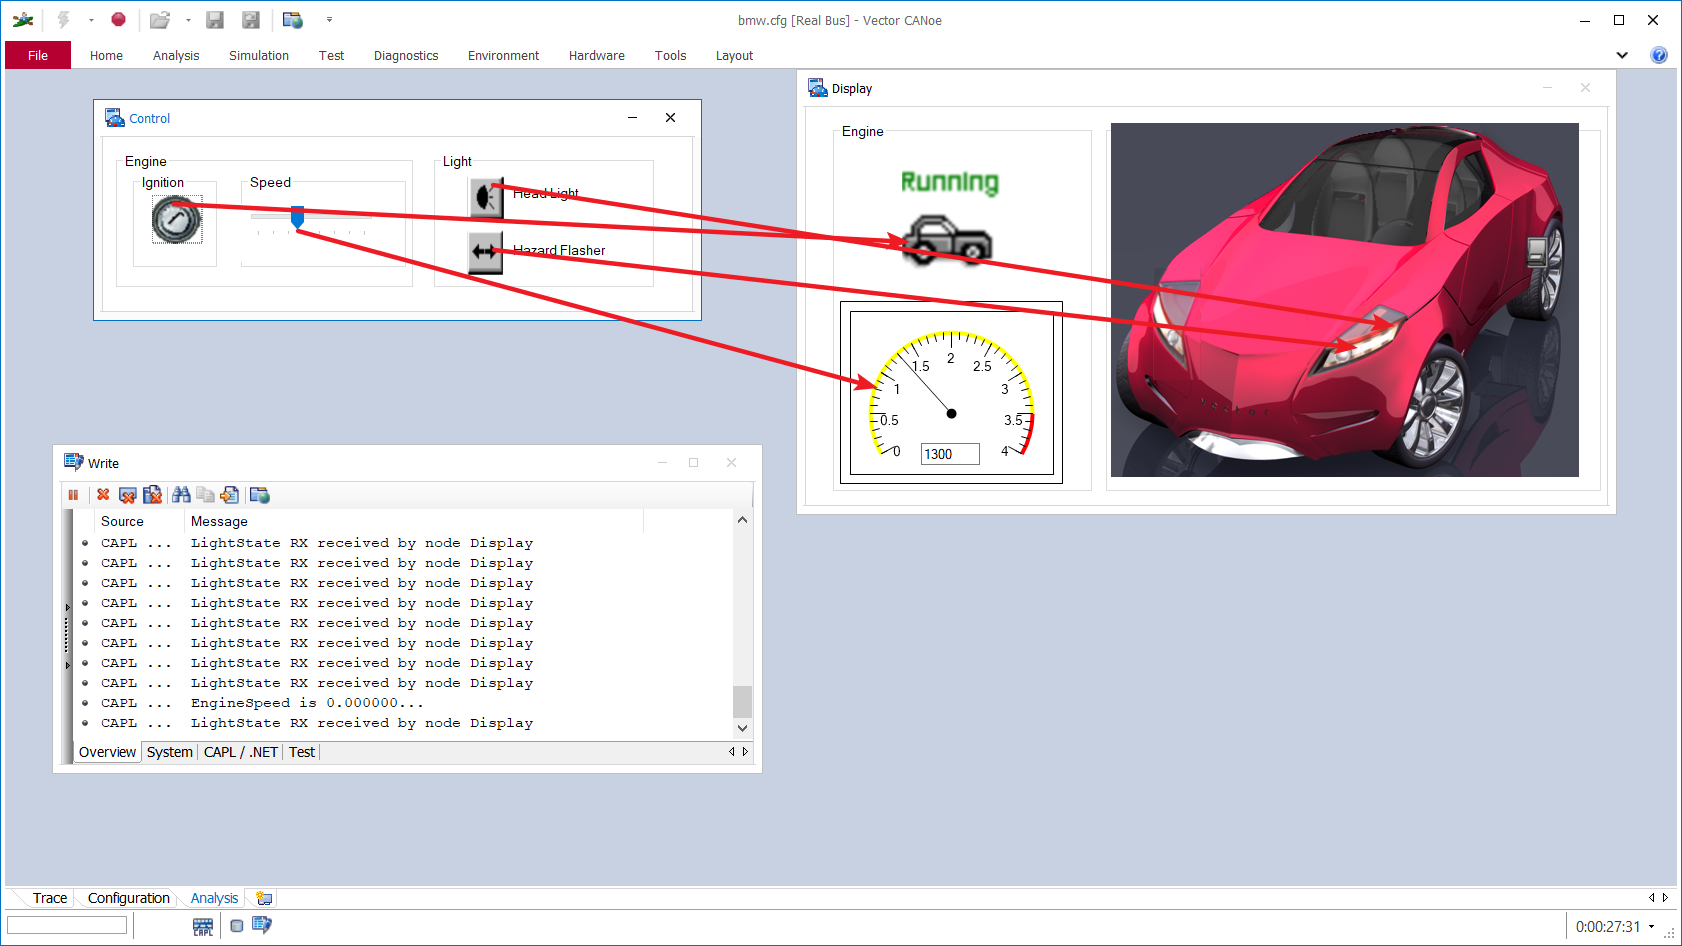 bmw.cfg [Real Bus] - Vector CANoe
File Home Analysis Simulation Test Diagnostics Environment Hardware Tools Layout
Control
Engine
Ignition
Speed
Light
Head Light
Hazard Flasher
Display
Engine
Running
0
0.5
1
1.5
2
2.5
3
3.5
4
1300
vector
Write
Source Message
CAPL ... LightState RX received by node Display
CAPL ... LightState RX received by node Display
CAPL ... LightState RX received by node Display
CAPL ... LightState RX received by node Display
CAPL ... LightState RX received by node Display
CAPL ... LightState RX received by node Display
CAPL ... LightState RX received by node Display
CAPL ... LightState RX received by node Display
CAPL ... EngineSpeed is 0.000000...
CAPL ... LightState RX received by node Display
Overview System CAPL / .NET Test
Trace Configuration Analysis
CAPL
0:00:27:31